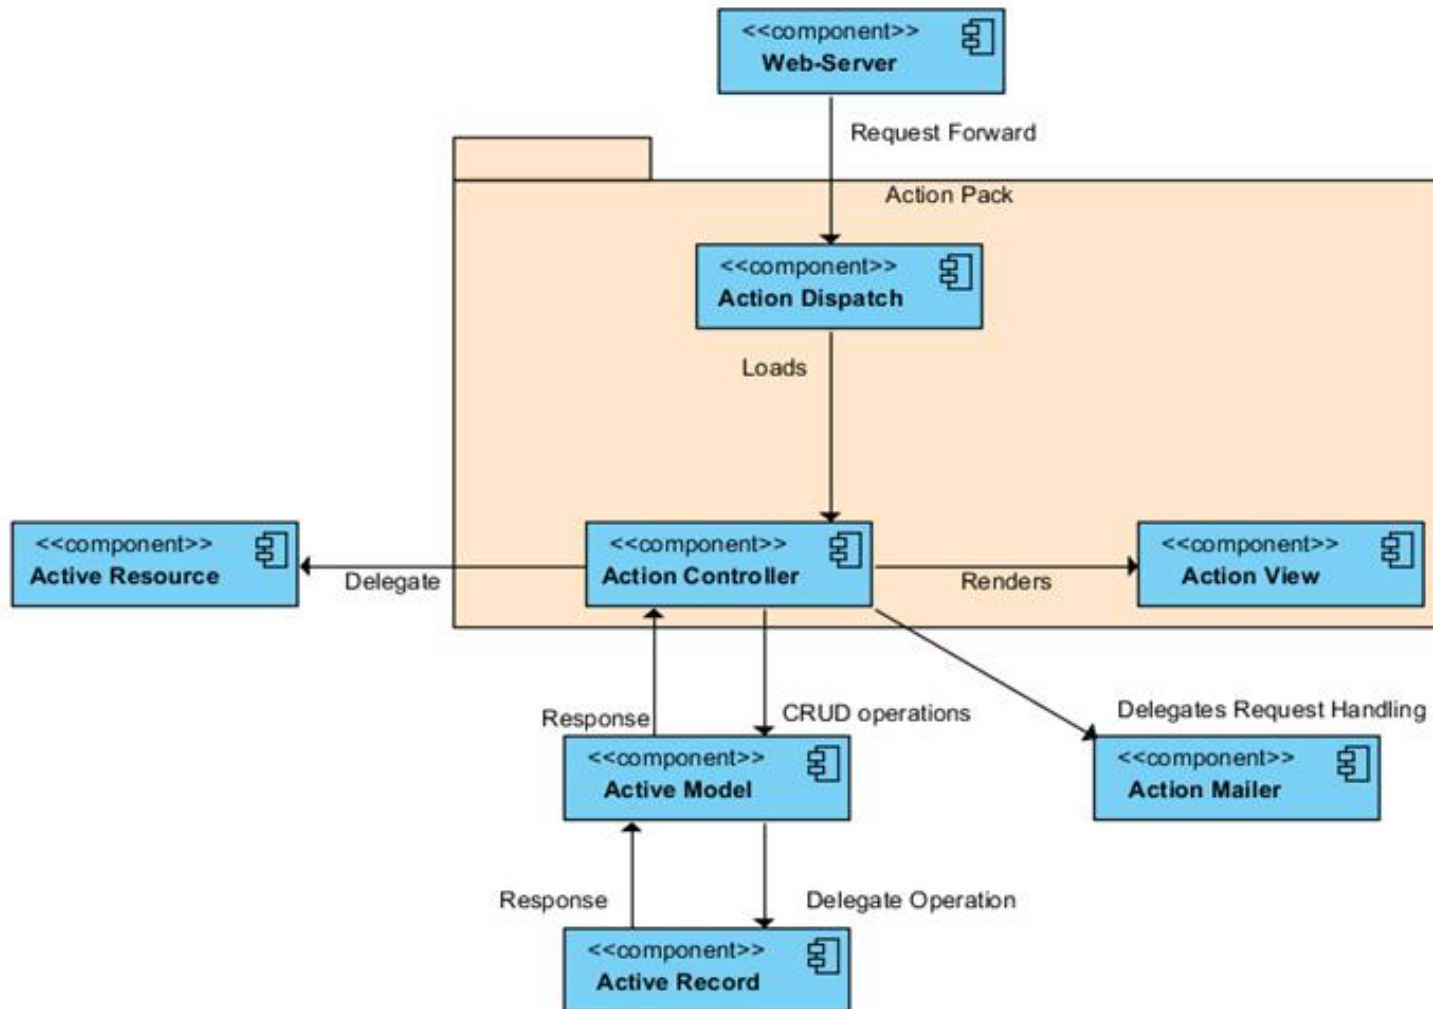 <<component>>
Web-Server
Request Forward
Action Pack
<<component>>
Action Dispatch
Loads
<<component>>
Active Resource
Delegate
<<component>>
Action Controller
Renders
<<component>>
Action View
Response
CRUD operations
Delegates Request Handling
<<component>>
Active Model
<<component>>
Action Mailer
Response
Delegate Operation
<<component>>
Active Record